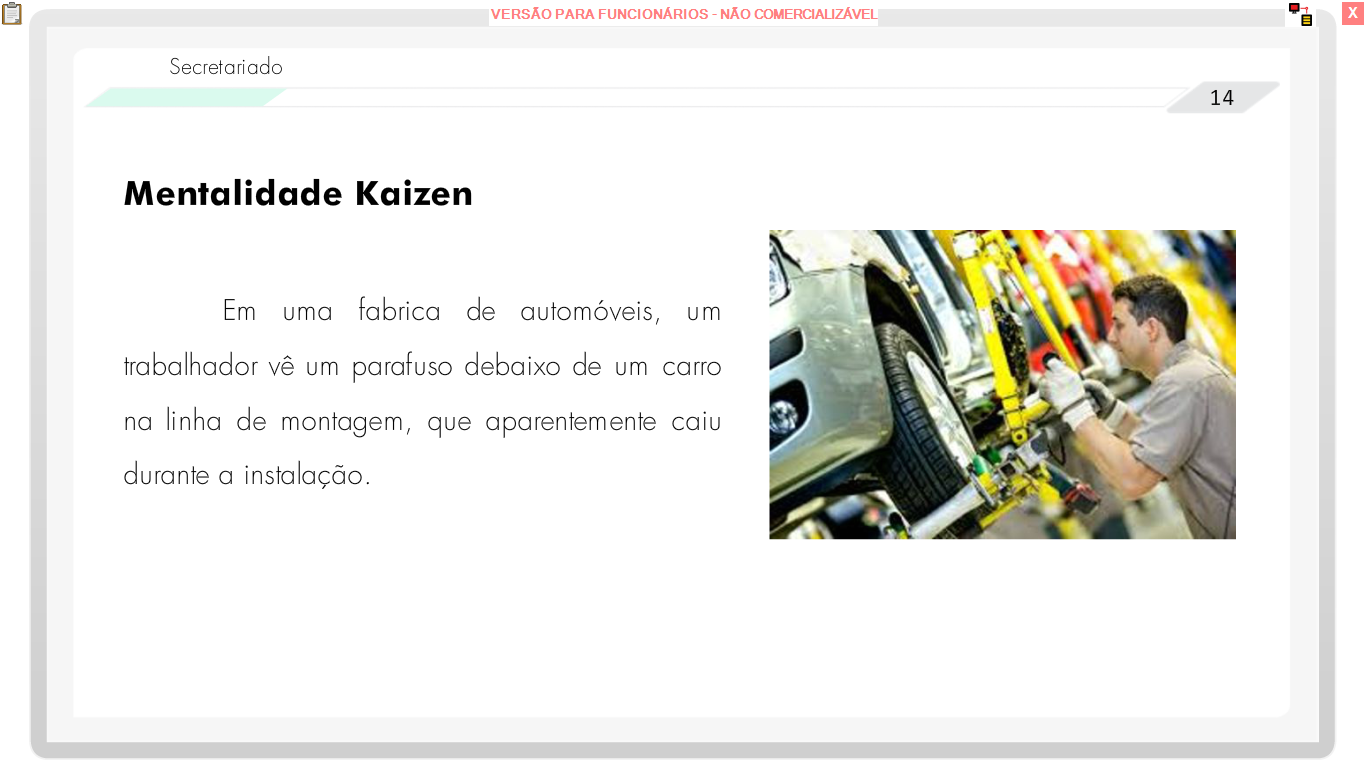 VERSÃO PARA FUNCIONÁRIOS - NÃO COMERCIALIZÁVEL
X
Secretariado
14
Mentalidade Kaizen
Em uma fabrica de automóveis, um
trabalhador vê um parafuso debaixo de um carro
na linha de montagem, que aparentemente caiu
durante a instalação.